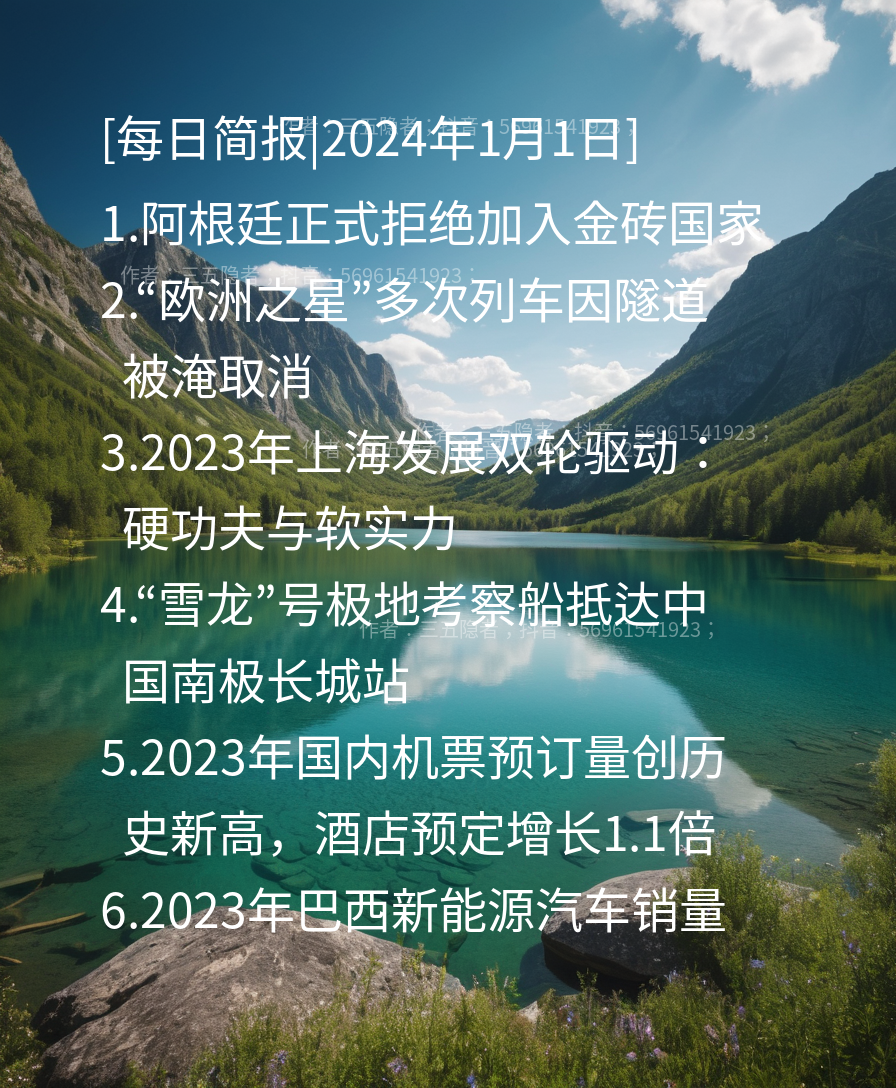 [每日简报|2024年1月1日]
作者：三五隐者；抖音：56961541923；
1.阿根廷正式拒绝加入金砖国家
作者：三五隐者；抖音：56961541923；
2.“欧洲之星”多次列车因隧道
被淹取消
作者：三五隐者；抖音：56961541923；
3.2023年上海发展双轮驱动：
硬功夫与软实力
4.“雪龙”号极地考察船抵达中
作者：三五隐者；抖音：56961541923；
国南极长城站
5.2023年国内机票预订量创历
史新高，酒店预定增长1.1倍
6.2023年巴西新能源汽车销量